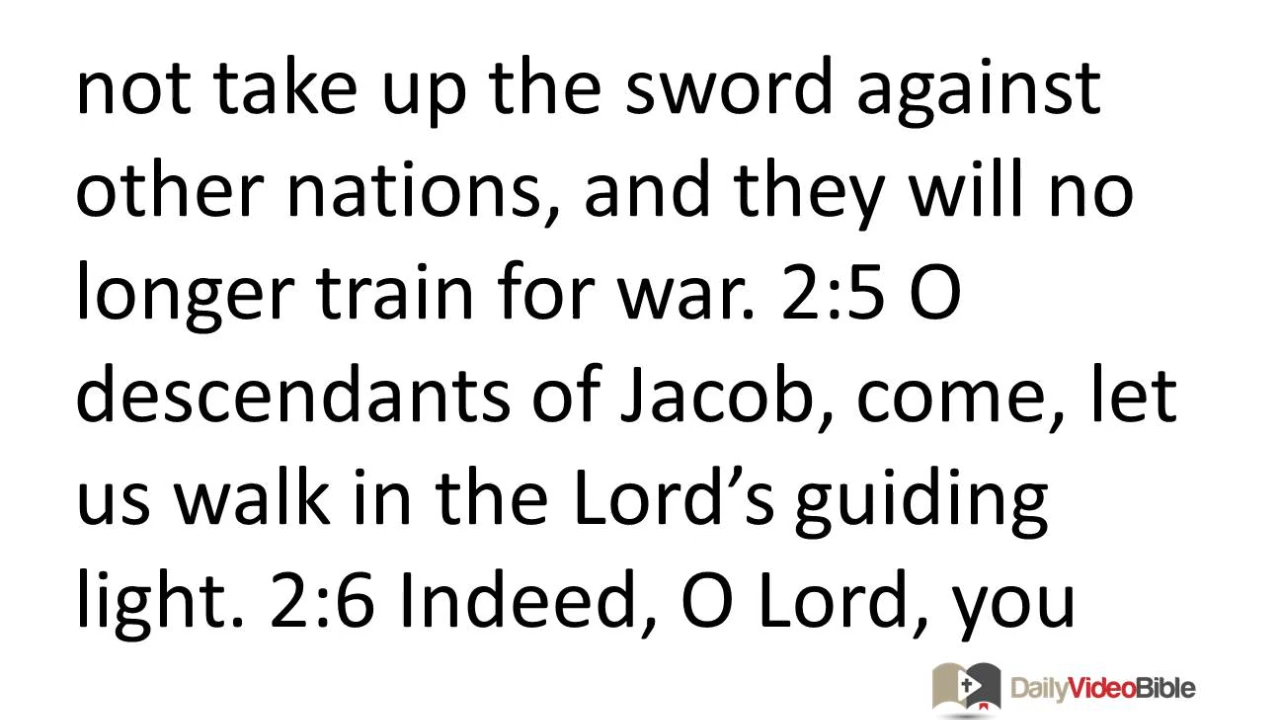 not take up the sword against
other nations, and they will no
longer train for war. 2:5 O
descendants of Jacob, come, let
us walk in the Lord’s guiding
light. 2:6 Indeed, O Lord, you
DailyVideoBible